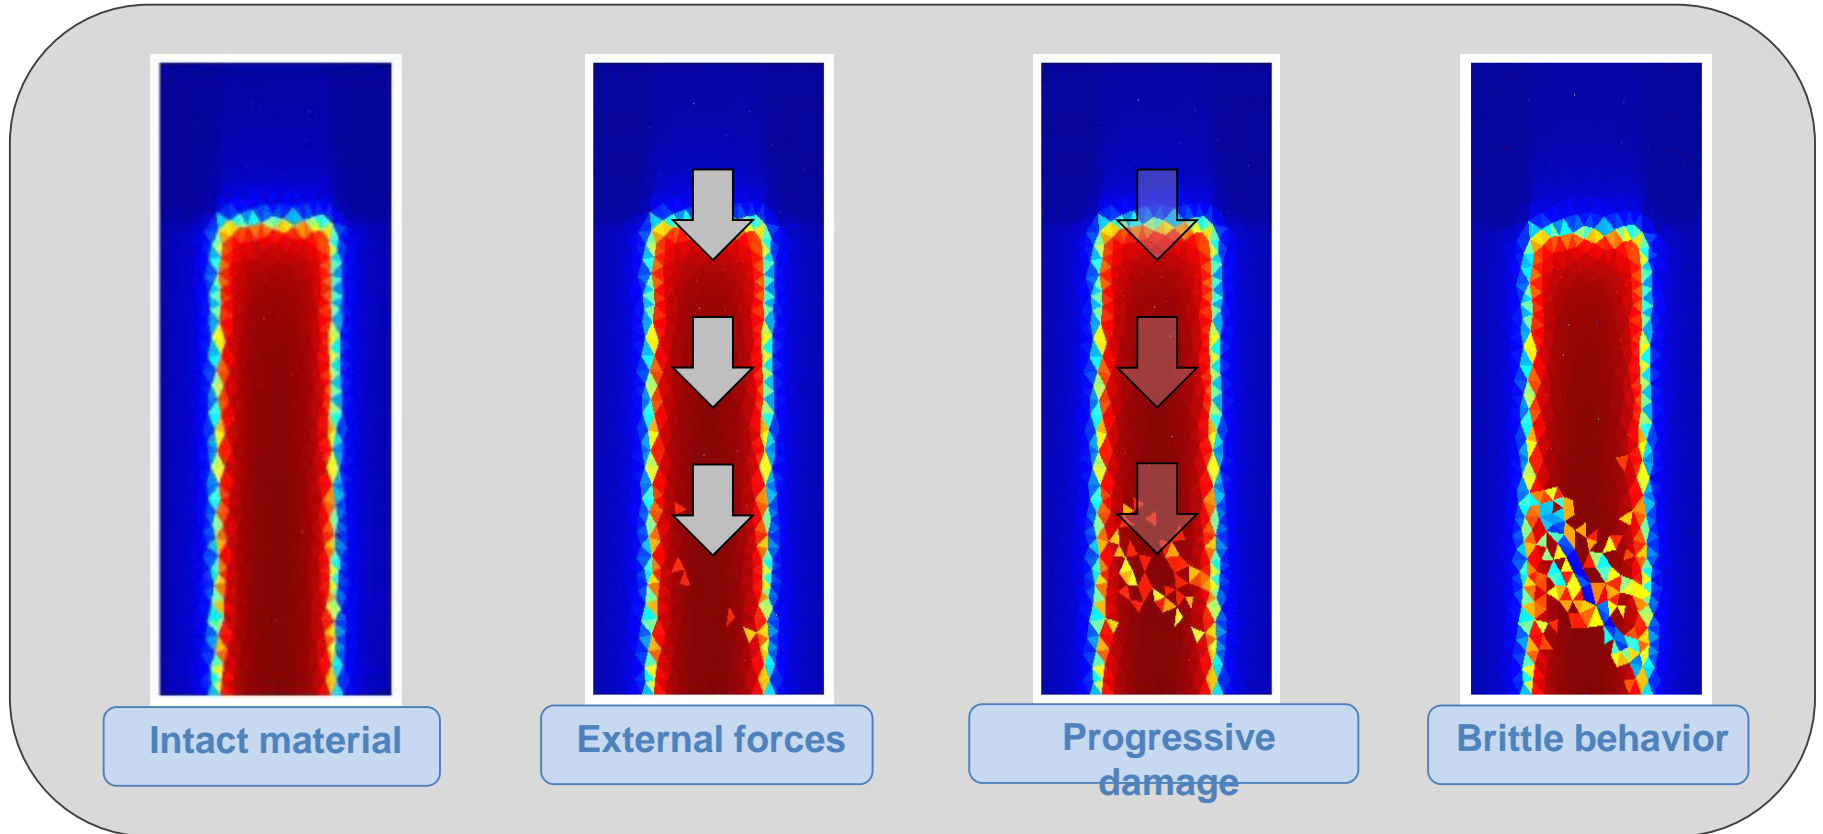 Intact material
External forces
Progressive
damage
Brittle behavior